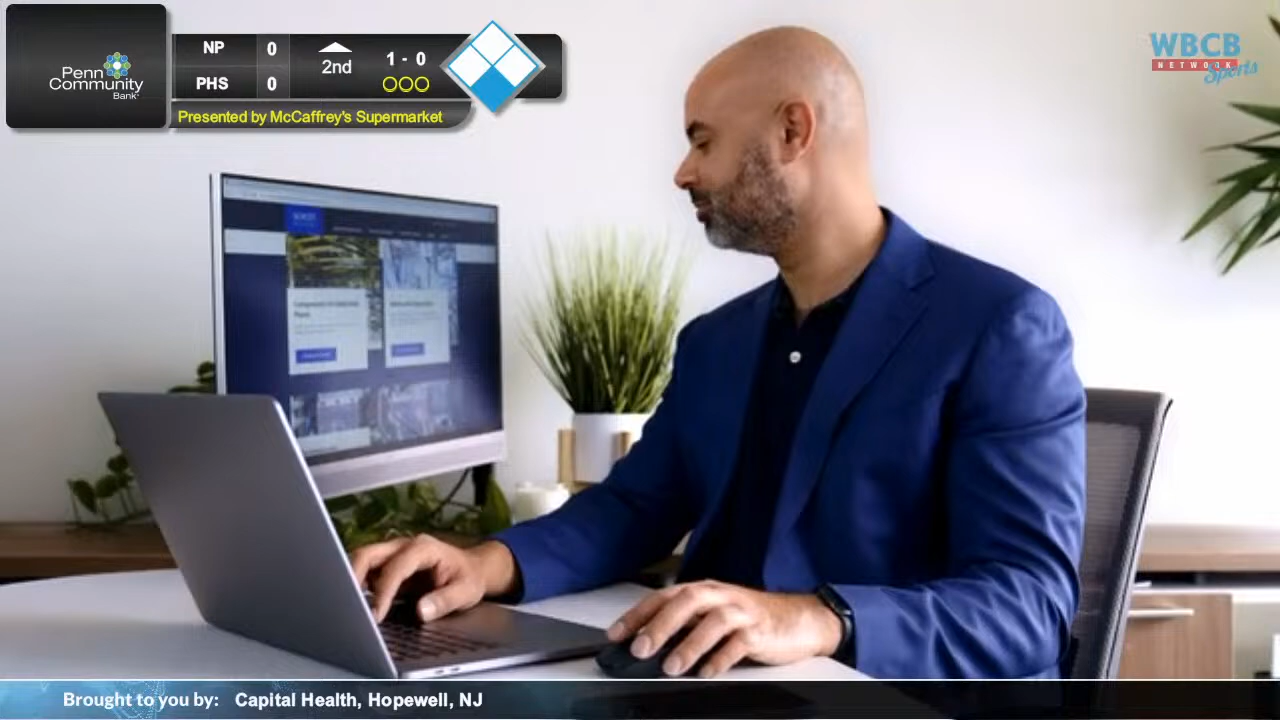 Penn
Community
Bank
NP 0
PHS 0
2nd
1 - 0
Presented by McCaffrey's Supermarket
WBCB
NETWORK
Sports
Brought to you by: Capital Health, Hopewell, NJ